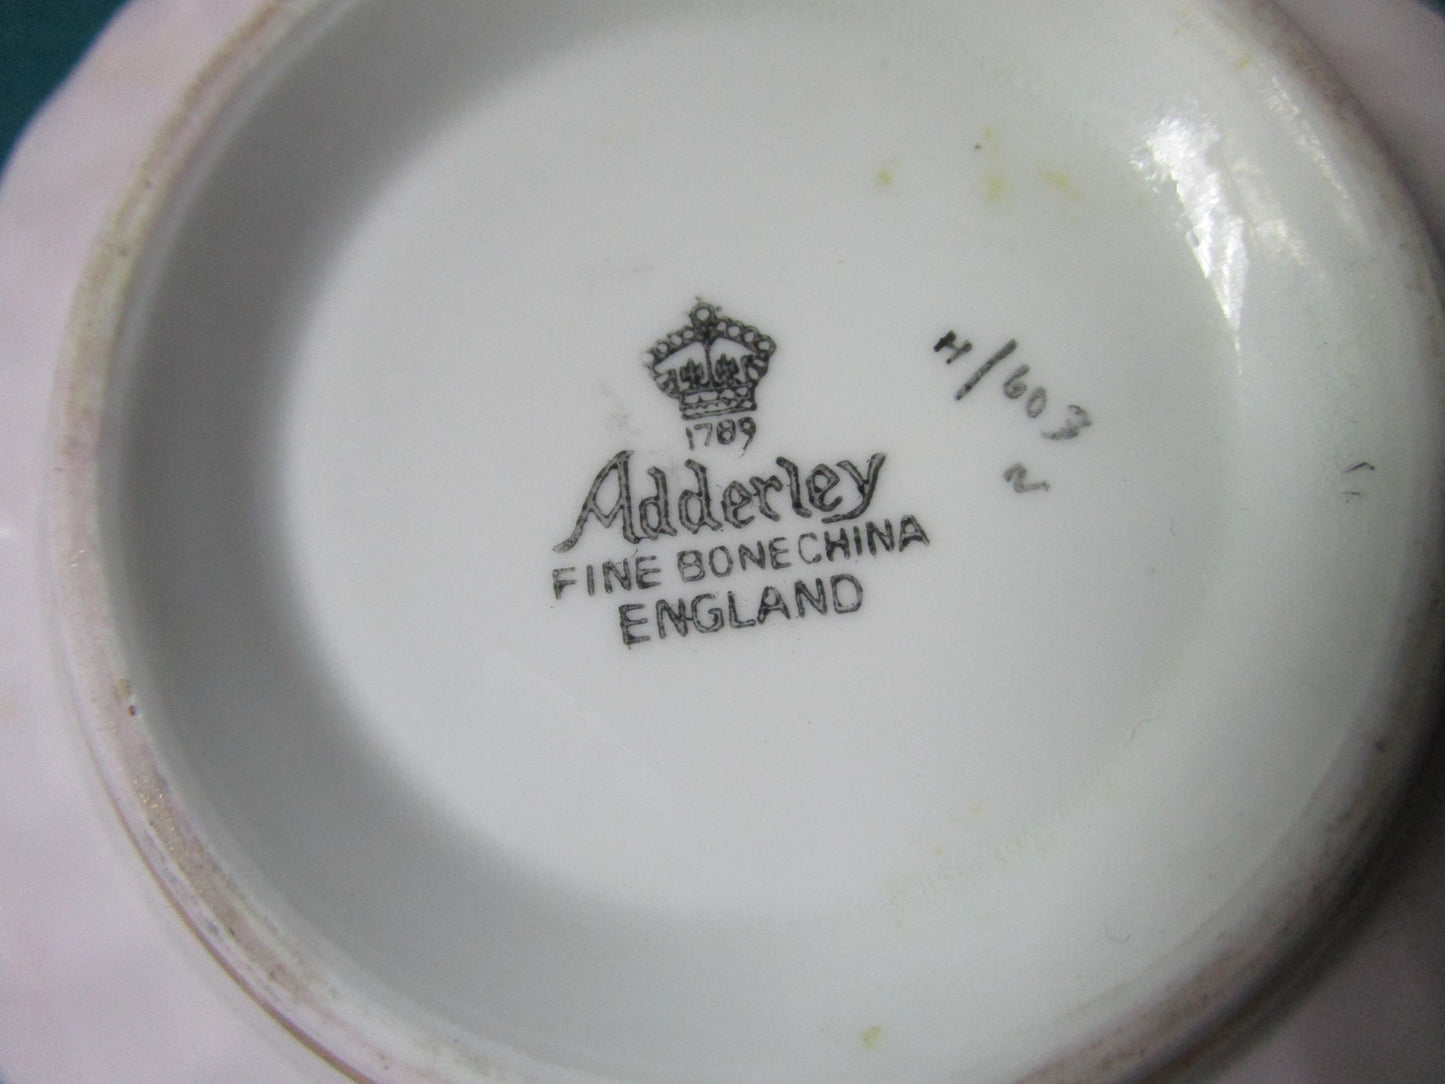 1789
Adderley
FINE BONE CHINA
ENGLAND
H/603
N